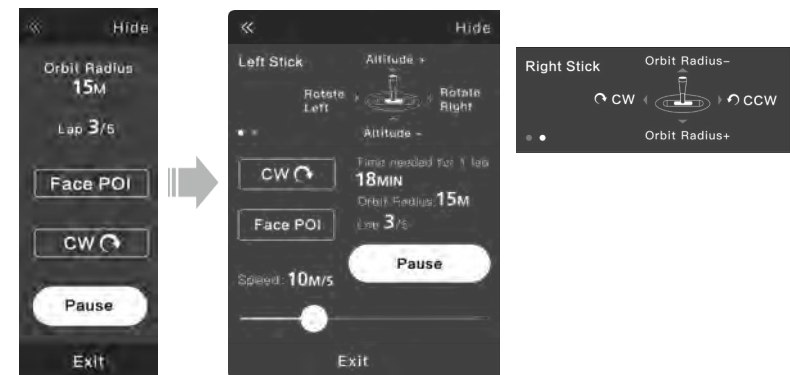 « Hide
Orbit Radius
15M
Lap 3/5
Face POI
CW
Pause
Exit
« Hide
Left Stick
Altitude +
Rotate Left
Rotate Right
Altitude -
CW
Time needed for 1 lap
18MIN
Orbit Radius 15M
Face POI
Lap 3/5
Pause
Speed: 10M/S
Exit
Right Stick
Orbit Radius–
CW
CCW
Orbit Radius+